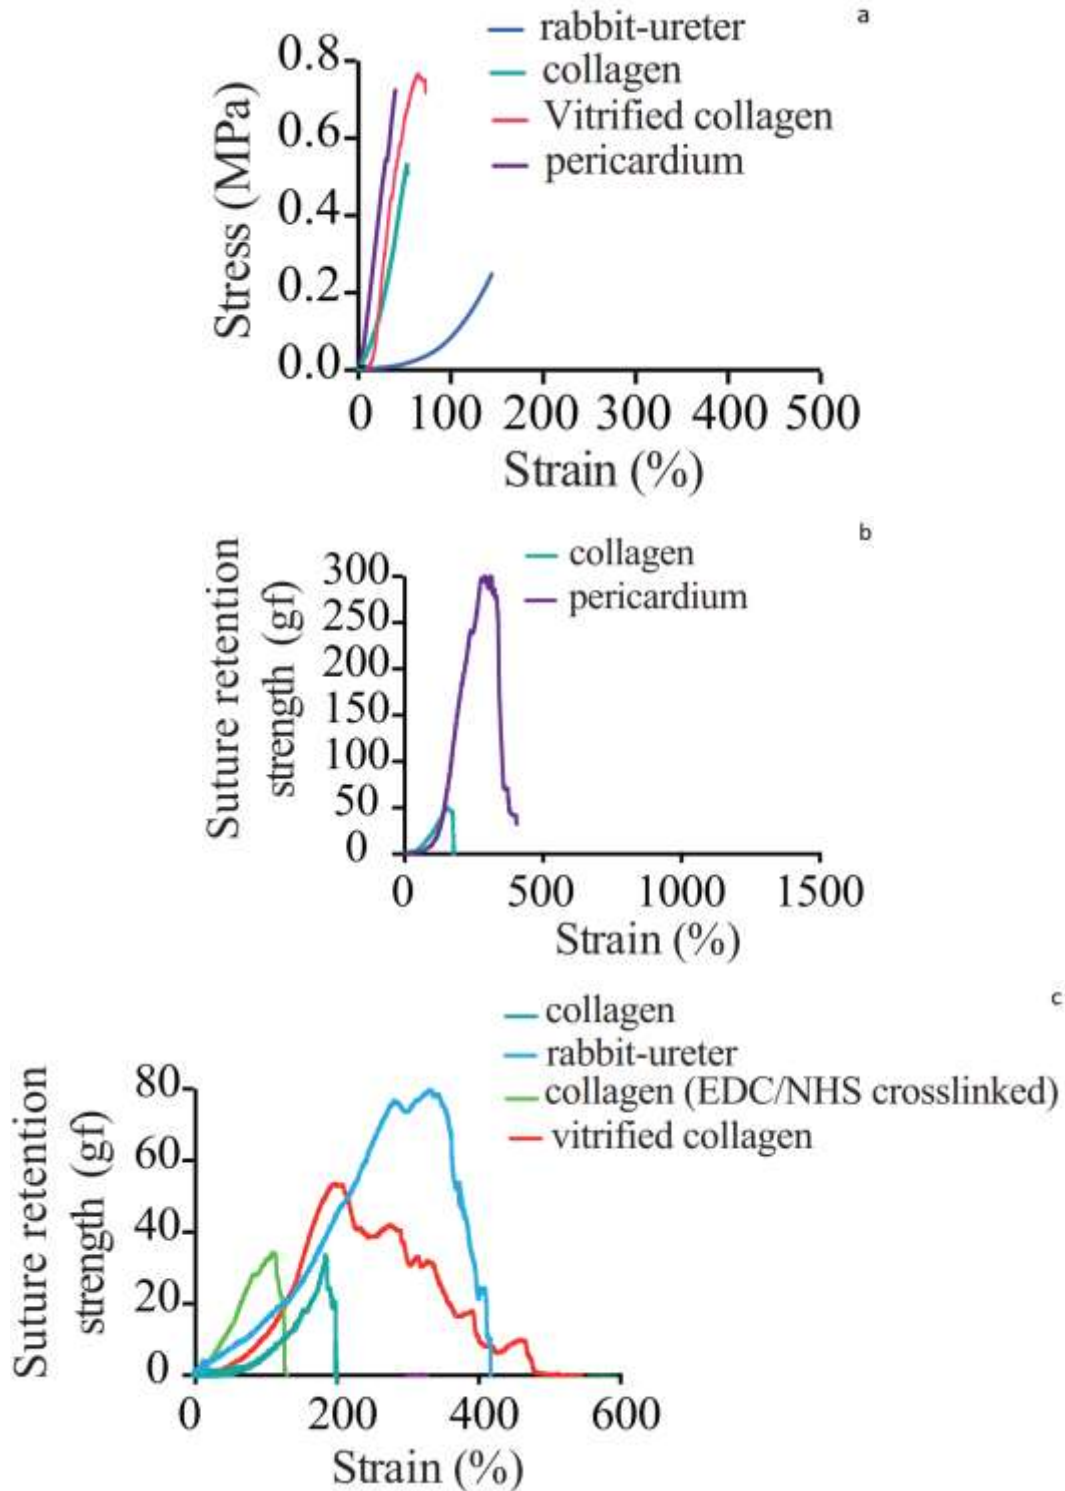 a
rabbit-ureter
collagen
Vitrified collagen
pericardium
Stress (MPa)
0.8
0.6
0.4
0.2
0.0
0 100 200 300 400 500
Strain (%)
b
collagen
pericardium
Suture retention
strength (gf)
300
250
200
150
100
50
0
0 500 1000 1500
Strain (%)
c
collagen
rabbit-ureter
collagen (EDC/NHS crosslinked)
vitrified collagen
Suture retention
strength (gf)
80
60
40
20
0
0 200 400 600
Strain (%)